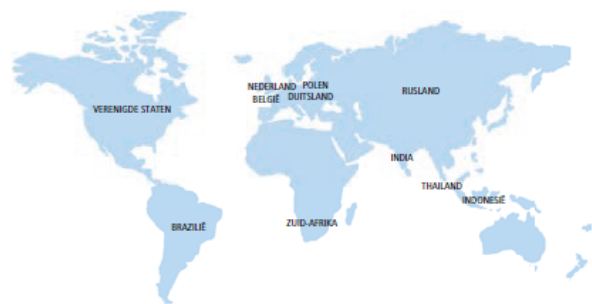 NEDERLAND
POLEN
RUSLAND
BELGIË
DUITSLAND
VERENIGDE STATEN
INDIA
THAILAND
INDONESIË
BRAZILIË
ZUID-AFRIKA